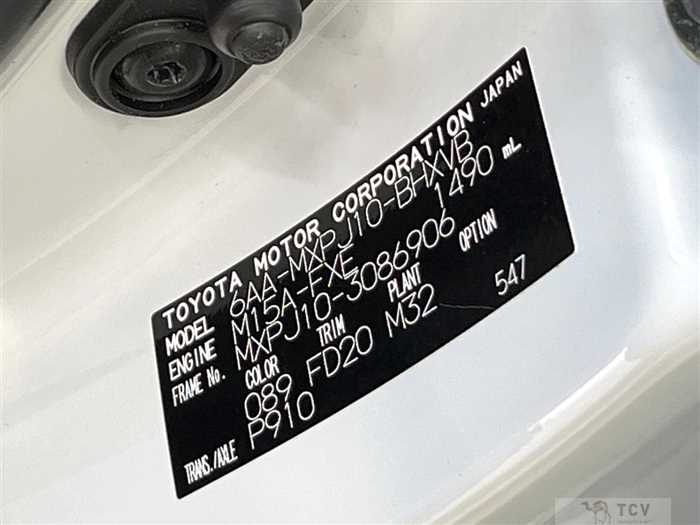 TOYOTA MOTOR CORPORATION JAPAN
MODEL 6AA-MXPJ10-BHXVB
ENGINE M15A-FXE 1490 mL
FRAME No. MXPJ10-3086906
COLOR TRIM PLANT OPTION
089 FD20 M32 547
TRANS./AXLE P910
TCV